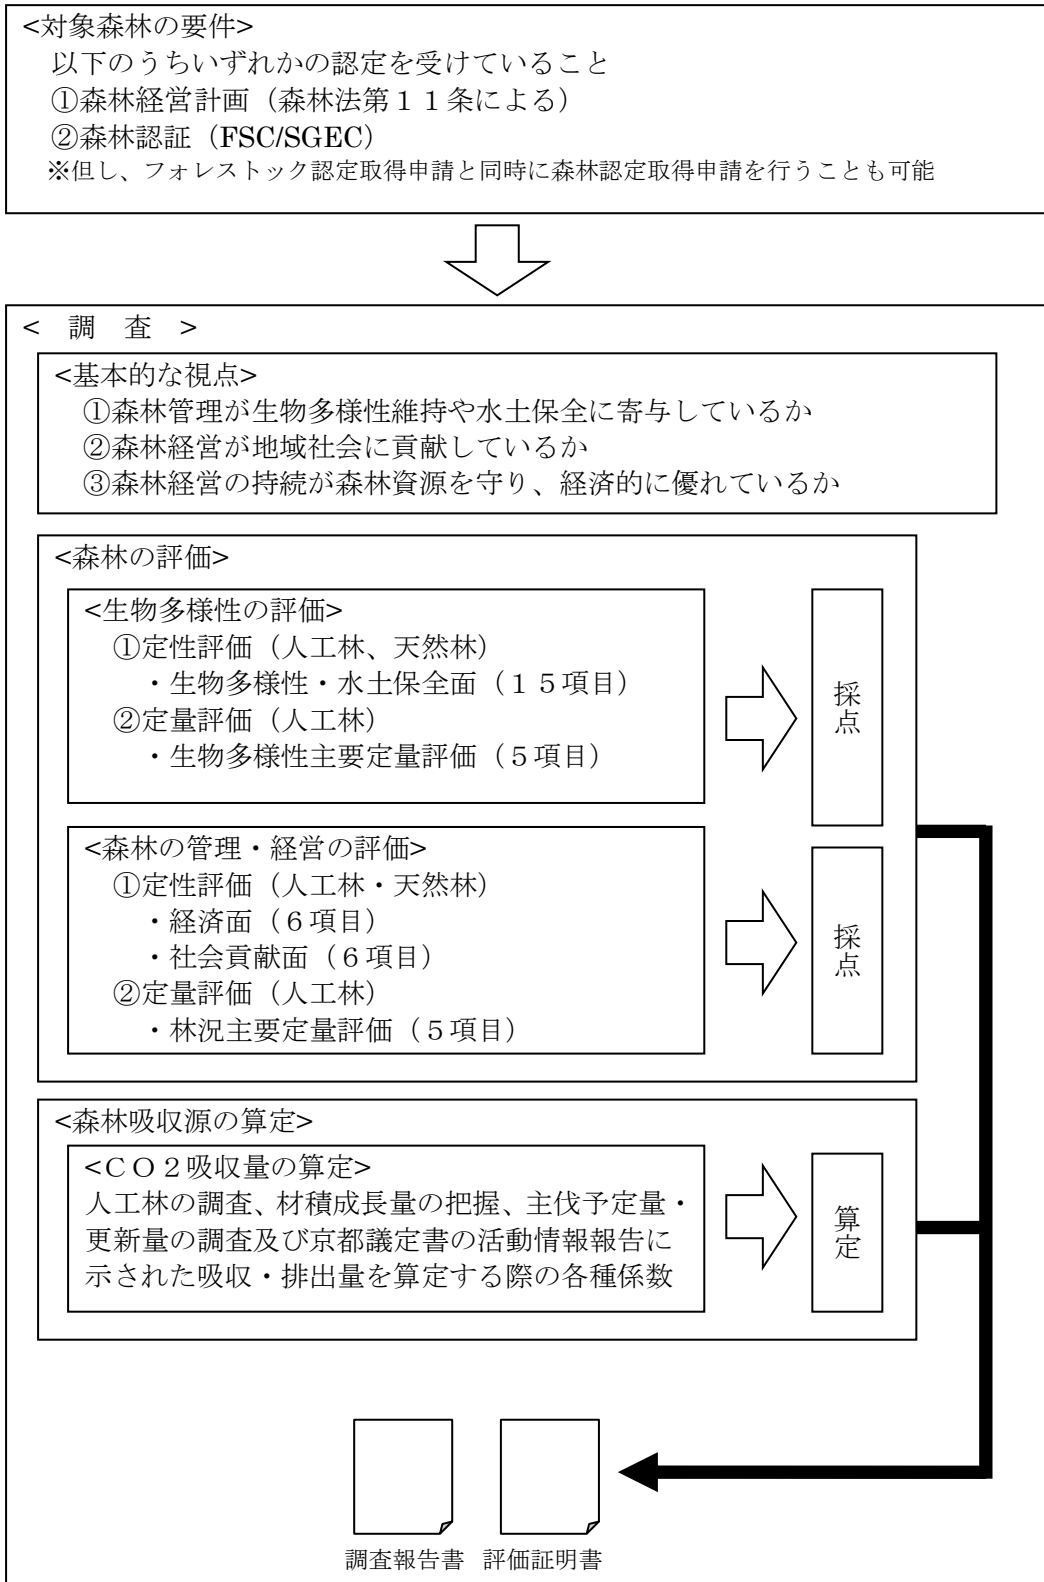 <対象森林の要件>
以下のうちいずれかの認定を受けていること
①森林経営計画（森林法第１１条による）
②森林認証（FSC/SGEC）
※但し、フォレストック認定取得申請と同時に森林認定取得申請を行うことも可能
<　調　査　>
<基本的な視点>
①森林管理が生物多様性維持や水土保全に寄与しているか
②森林経営が地域社会に貢献しているか
③森林経営の持続が森林資源を守り、経済的に優れているか
<森林の評価>
<生物多様性の評価>
①定性評価（人工林、天然林）
・生物多様性・水土保全面（１５項目）
②定量評価（人工林）
・生物多様性主要定量評価（５項目）
採点
<森林の管理・経営の評価>
①定性評価（人工林・天然林）
・経済面（６項目）
・社会貢献面（６項目）
②定量評価（人工林）
・林況主要定量評価（５項目）
採点
<森林吸収源の算定>
<ＣＯ２吸収量の算定>
人工林の調査、材積成長量の把握、主伐予定量・
更新量の調査及び京都議定書の活動情報報告に
示された吸収・排出量を算定する際の各種係数
算定
調査報告書
評価証明書